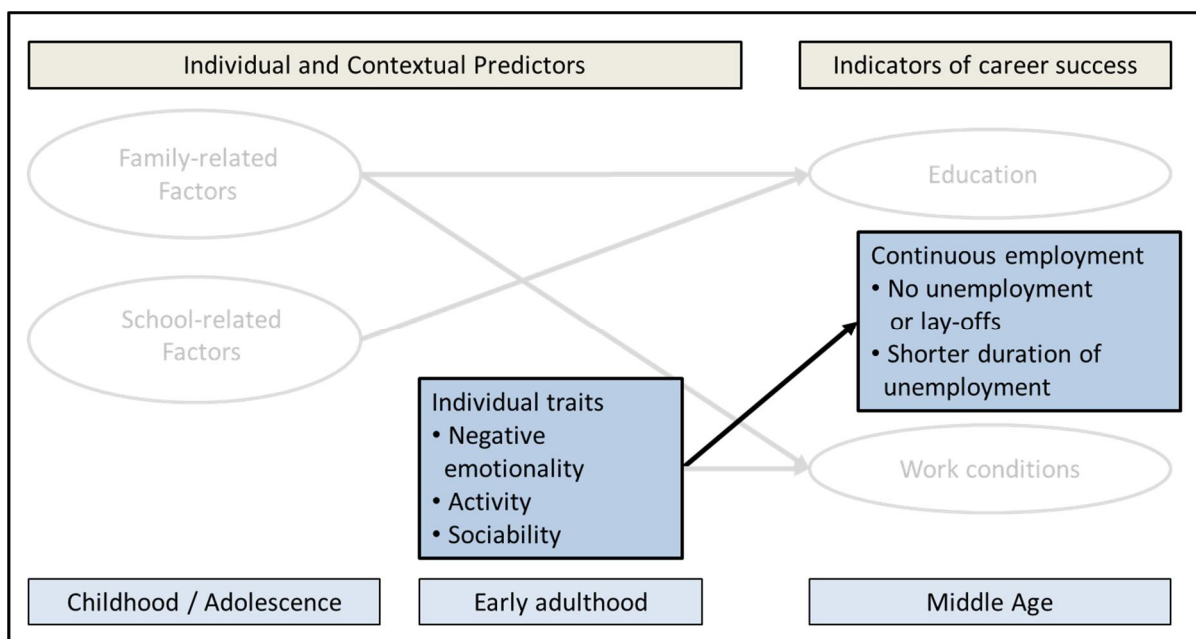 Individual and Contextual Predictors
Indicators of career success
Family-related
Factors
Education
School-related
Factors
Continuous employment
• No unemployment
or lay-offs
• Shorter duration of
unemployment
Individual traits
• Negative
emotionality
• Activity
• Sociability
Work conditions
Childhood / Adolescence
Early adulthood
Middle Age